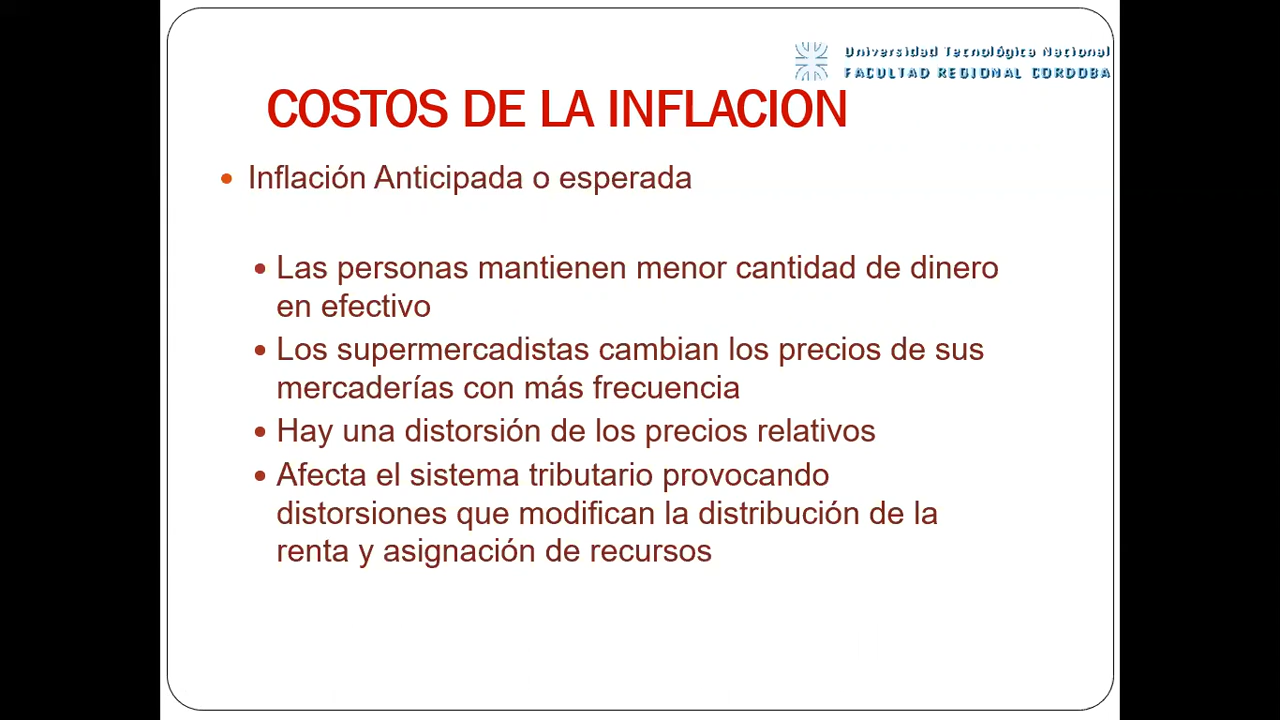 Universidad Tecnológica Nacional
FACULTAD REGIONAL CORDOBA
COSTOS DE LA INFLACION
• Inflación Anticipada o esperada
• Las personas mantienen menor cantidad de dinero
en efectivo
• Los supermercadistas cambian los precios de sus
mercaderías con más frecuencia
• Hay una distorsión de los precios relativos
• Afecta el sistema tributario provocando
distorsiones que modifican la distribución de la
renta y asignación de recursos